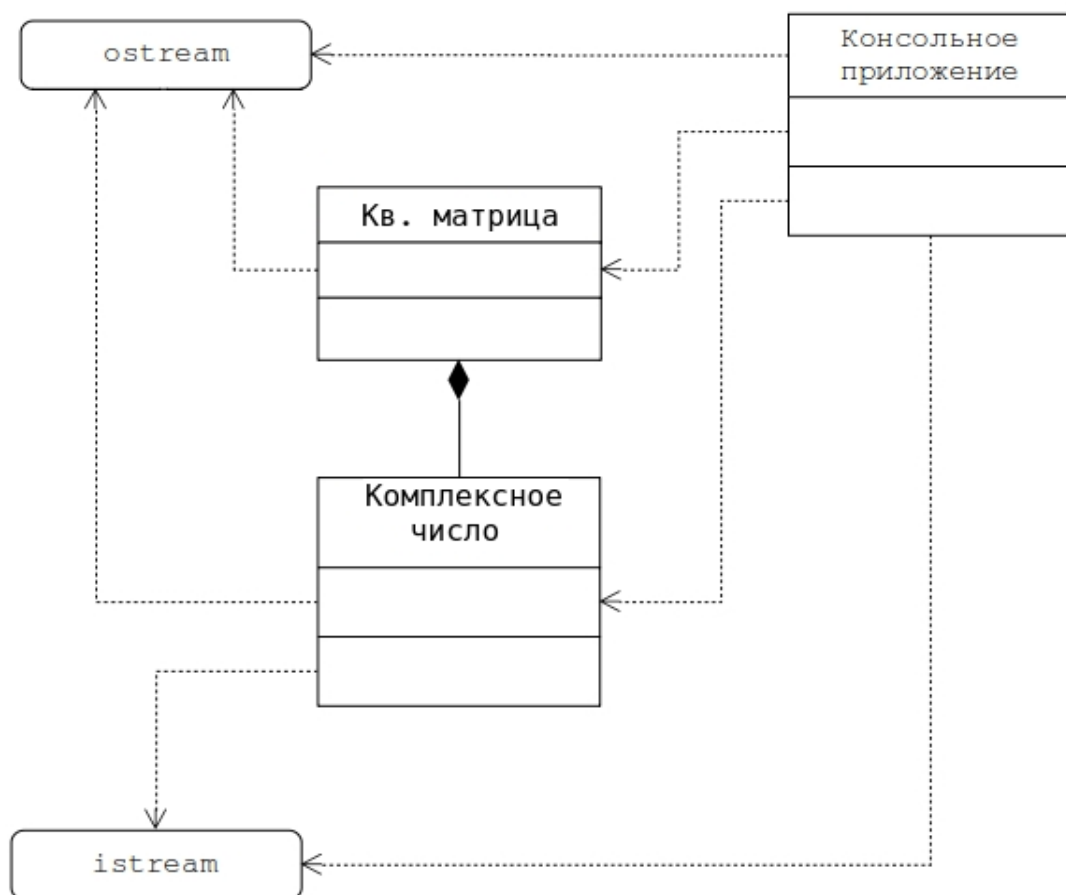 ostream
Консольное
приложение
Кв. матрица
Комплексное
число
istream